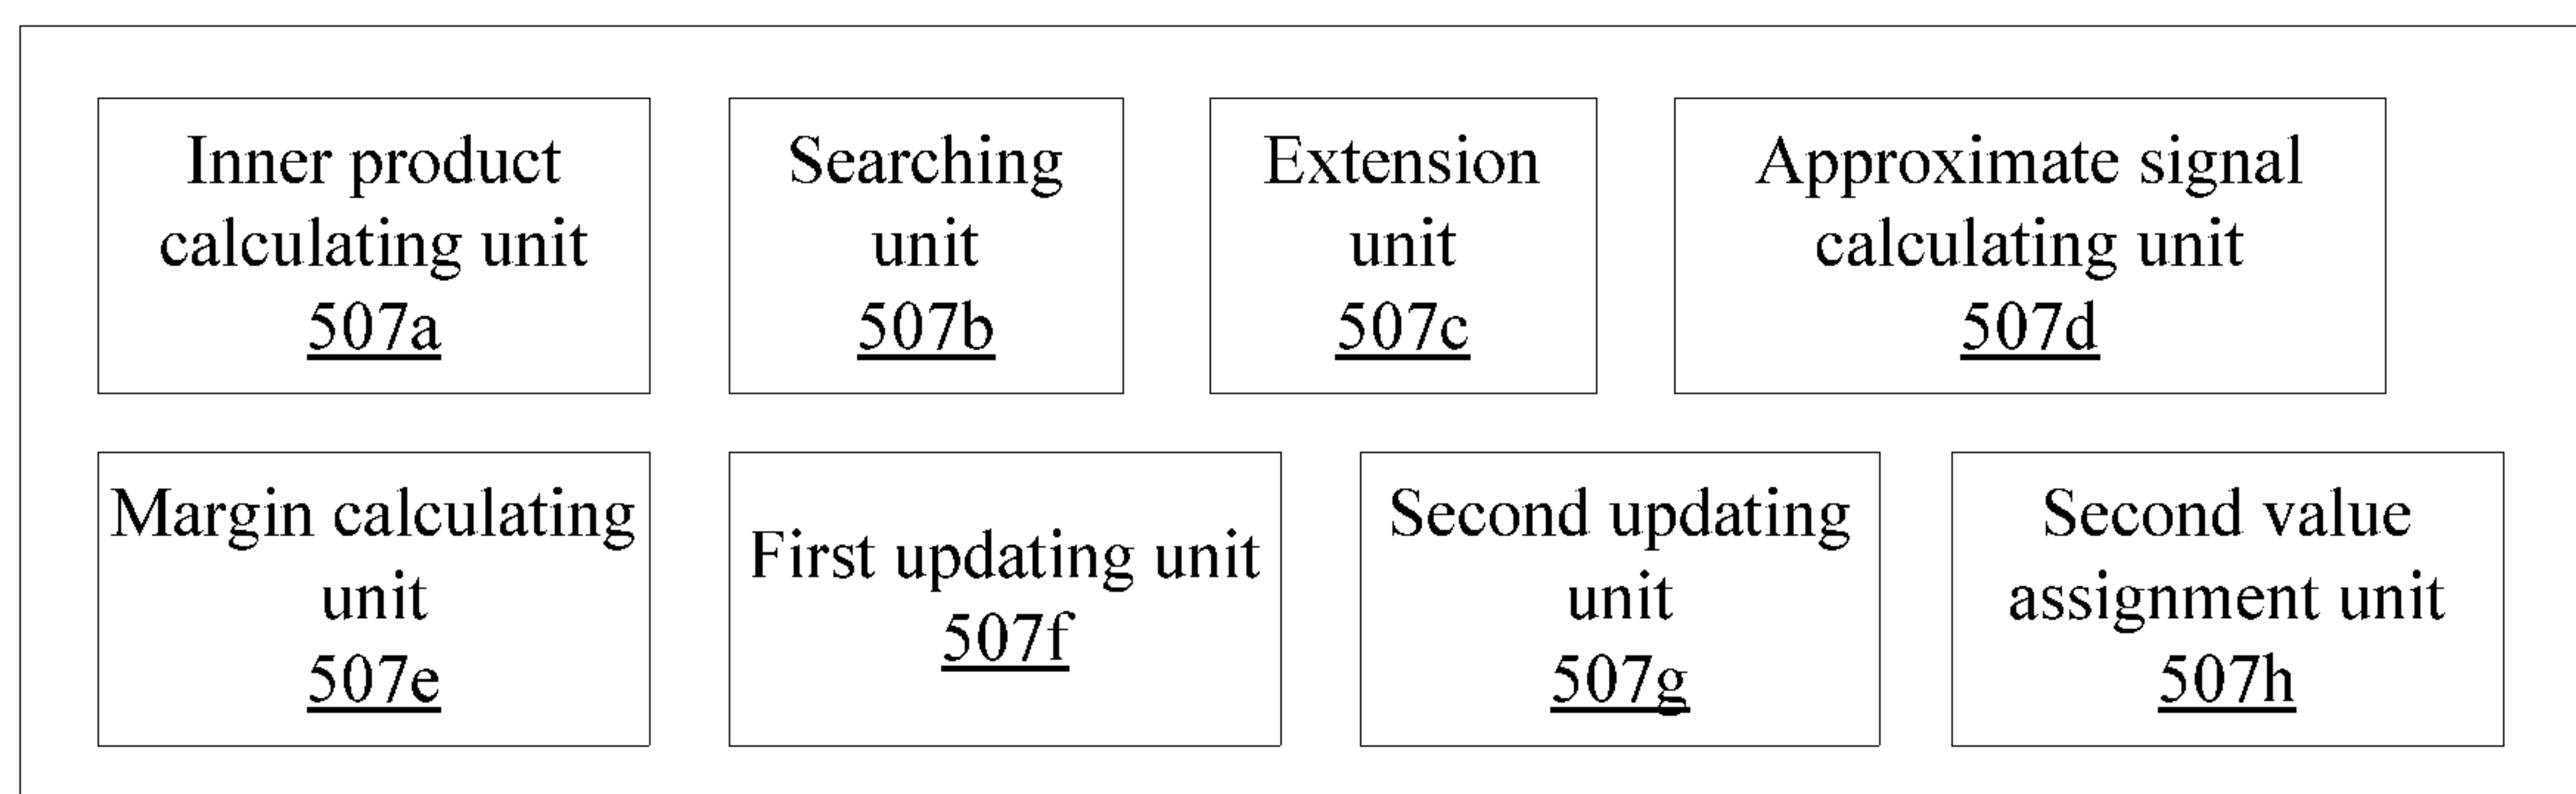 Inner product
calculating unit
507a
Searching
unit
507b
Extension
unit
507c
Approximate signal
calculating unit
507d
Margin calculating
unit
507e
First updating unit
507f
Second updating
unit
507g
Second value
assignment unit
507h